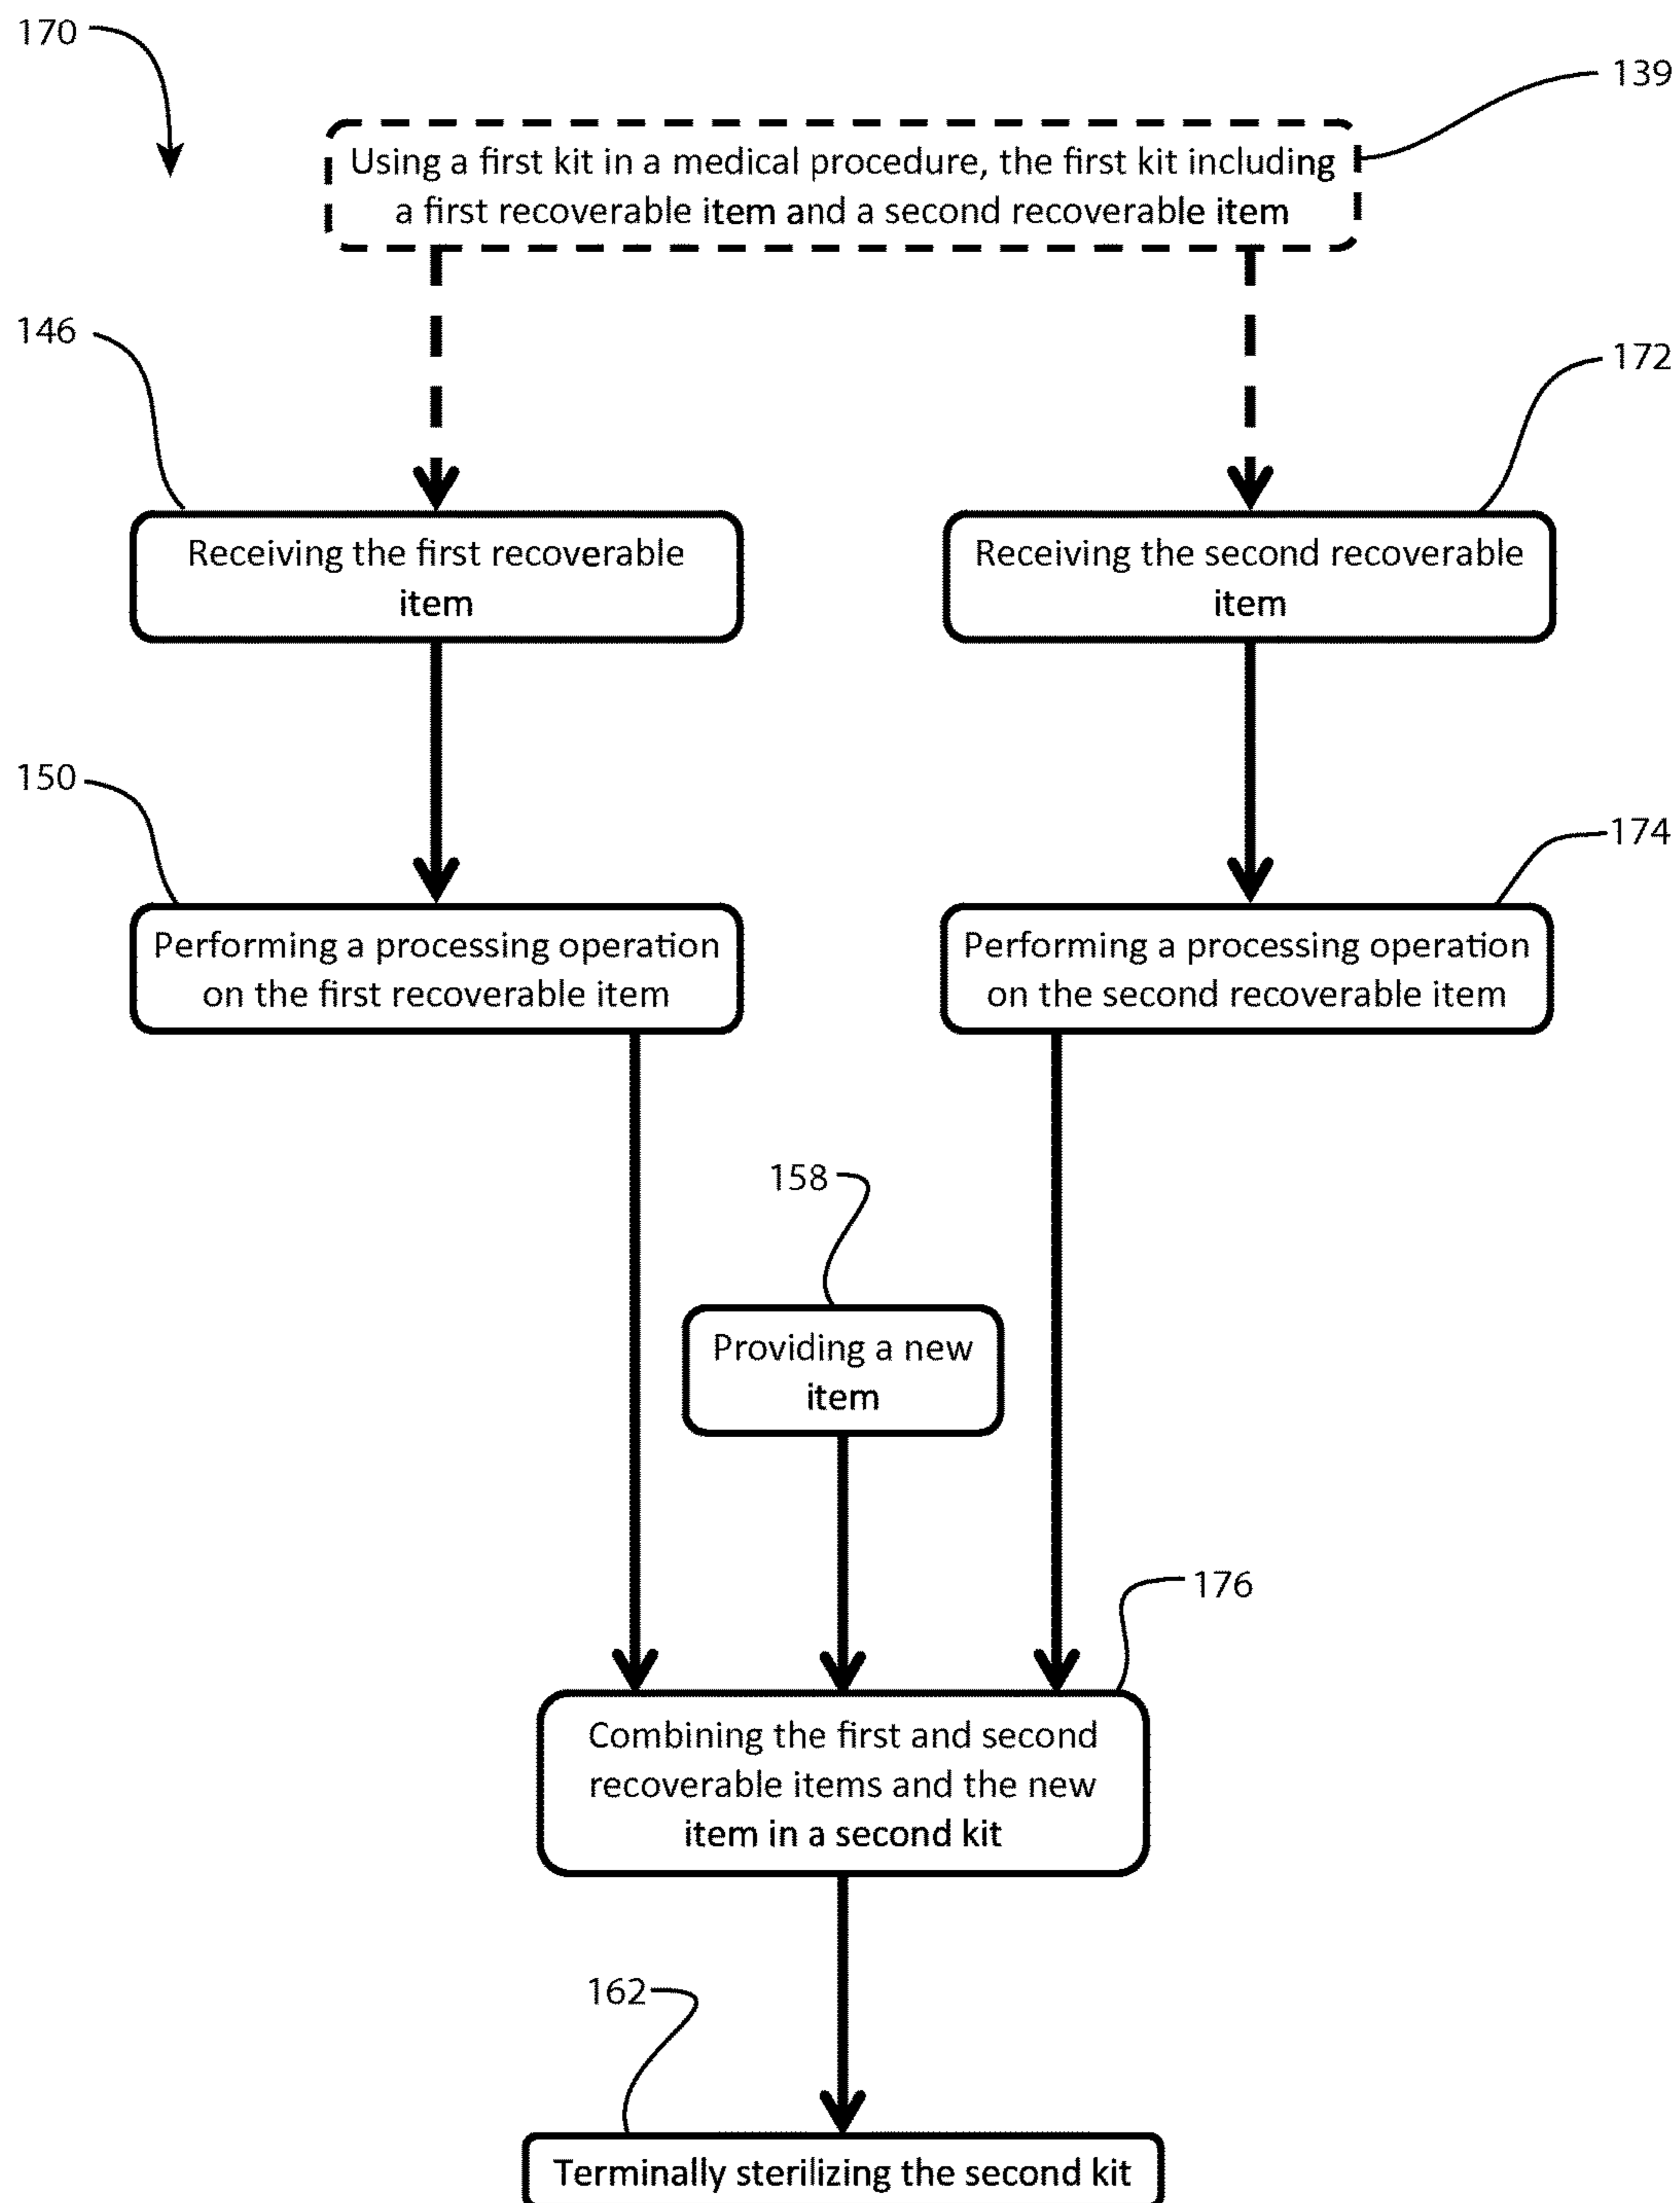 170
139
Using a first kit in a medical procedure, the first kit including
a first recoverable item and a second recoverable item
146
172
Receiving the first recoverable
item
Receiving the second recoverable
item
150
174
Performing a processing operation
on the first recoverable item
Performing a processing operation
on the second recoverable item
158
Providing a new
item
176
Combining the first and second
recoverable items and the new
item in a second kit
162
Terminally sterilizing the second kit